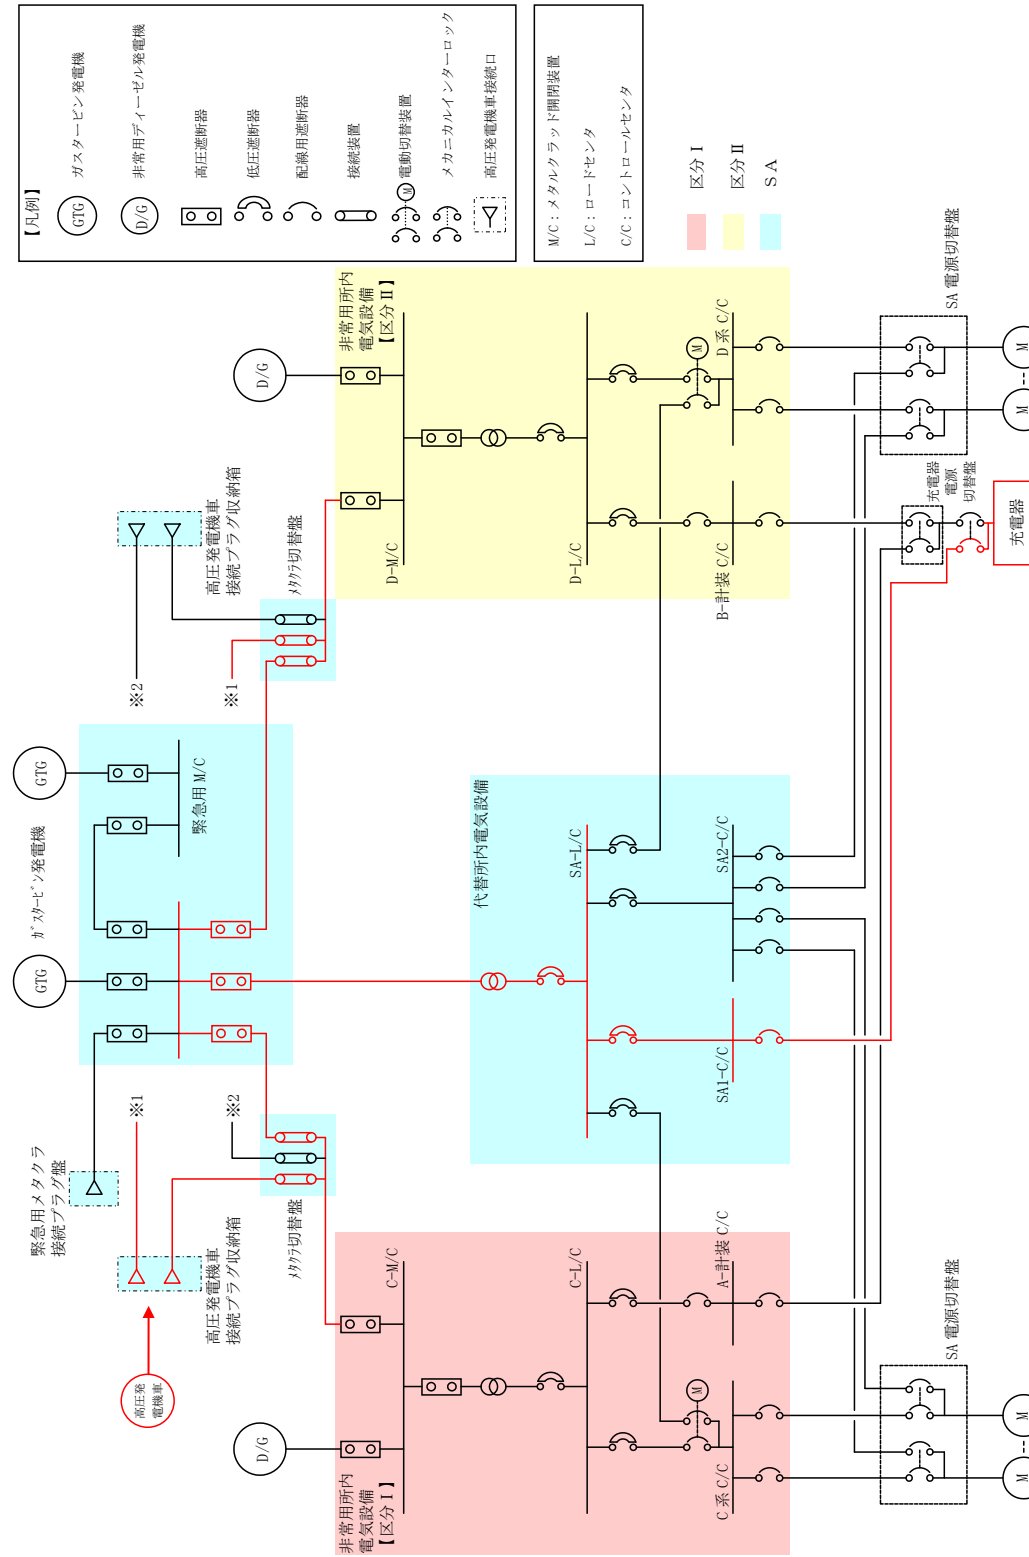 【凡例】
GTG
ガスタービン発電機
D/G
非常用ディーゼル発電機
高圧遮断器
低圧遮断器
配線用遮断器
接続装置
M
電動切替装置
メカニカルインターロック
高圧発電機車接続口
M/C：メタルクラッド開閉装置
L/C：ロードセンタ
C/C：コントロールセンタ
区分Ⅰ
区分Ⅱ
SA
ガスタービン発電機
GTG
GTG
緊急用メタクラ
接続プラグ盤
緊急用 M/C
高圧発
電機車
高圧発電機車
接続プラグ収納箱
※1
※2
メタクラ切替盤
高圧発電機車
接続プラグ収納箱
※2
※1
メタクラ切替盤
D/G
非常用所内
電気設備
【区分Ⅰ】
C-M/C
C-L/C
M
C系 C/C
A-計装 C/C
代替所内電気設備
SA-L/C
SA1-C/C
SA2-C/C
D/G
非常用所内
電気設備
【区分Ⅱ】
D-M/C
D-L/C
M
B-計装 C/C
D系 C/C
SA 電源切替盤
M
M
充電器
電源
切替盤
充電器
SA 電源切替盤
M
M